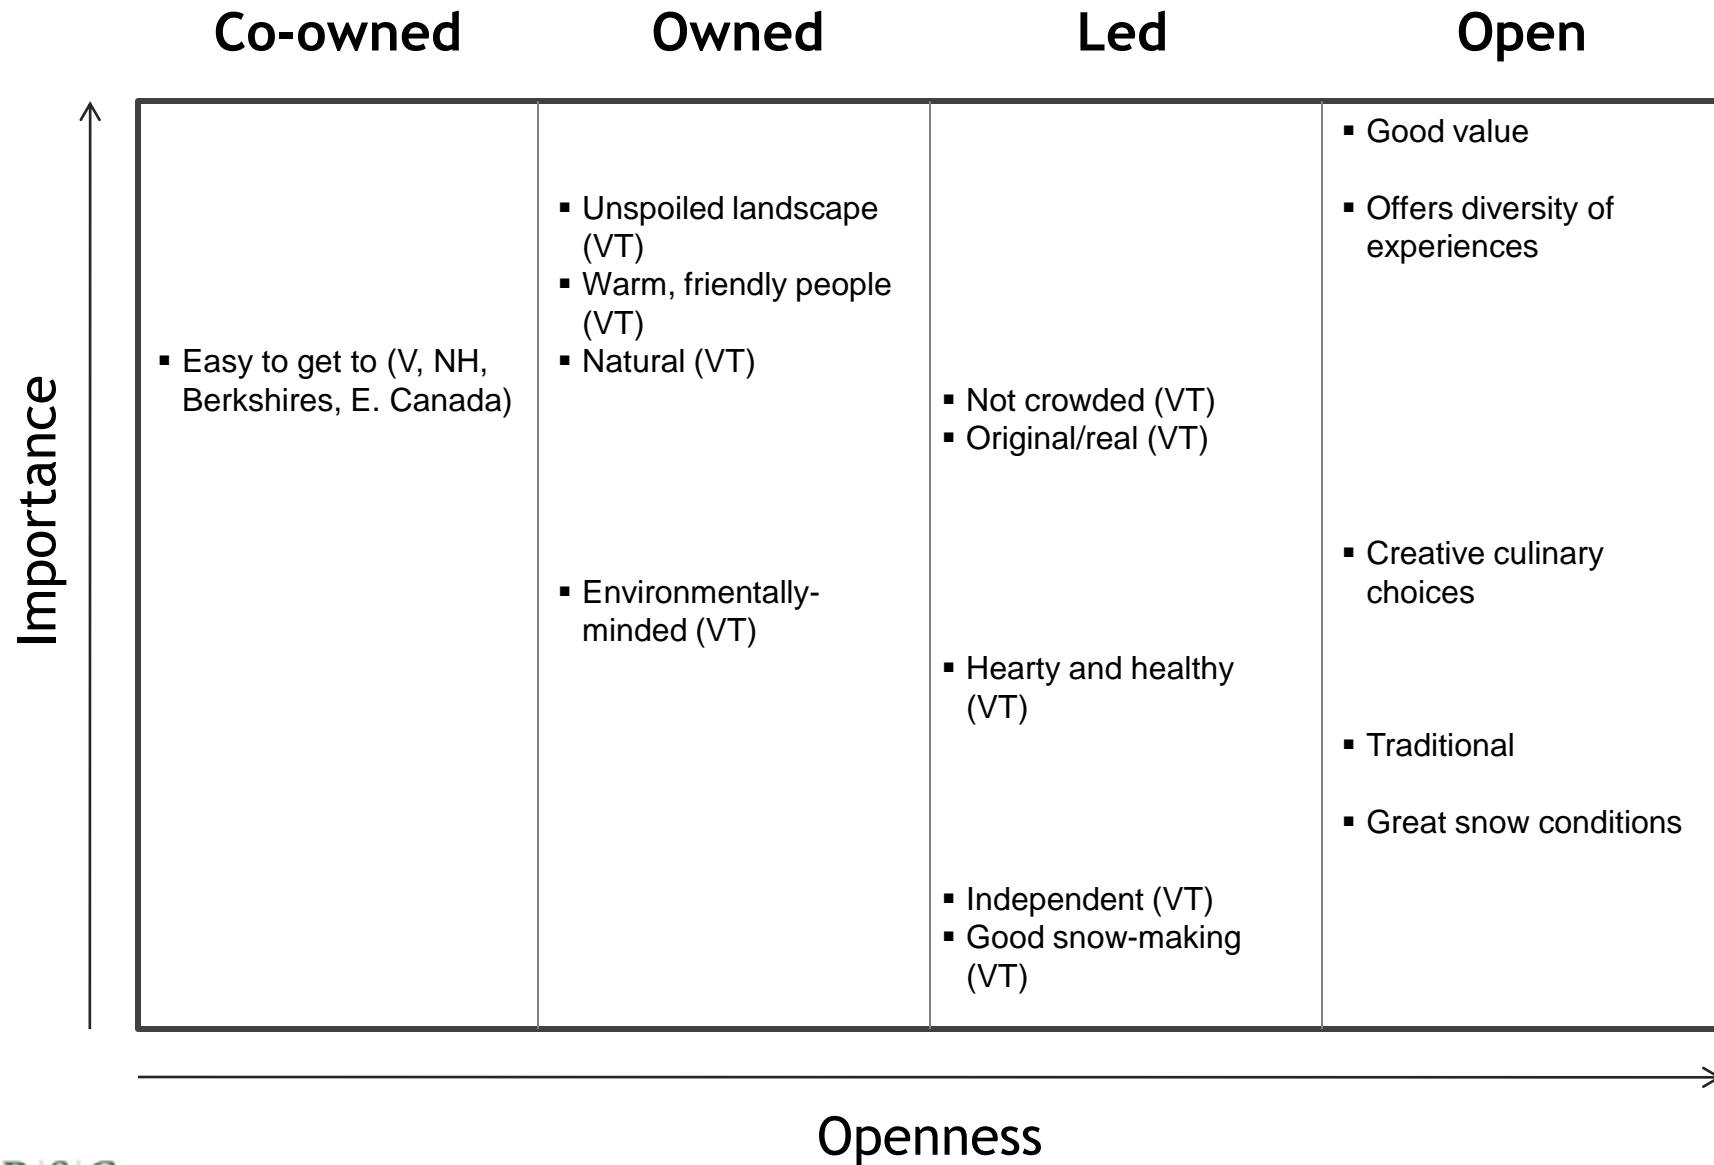 Co-owned
Owned
Led
Open
Importance
▪ Easy to get to (V, NH,
Berkshires, E. Canada)
▪ Unspoiled landscape
(VT)
▪ Warm, friendly people
(VT)
▪ Natural (VT)
▪ Environmentally-
minded (VT)
▪ Not crowded (VT)
▪ Original/real (VT)
▪ Hearty and healthy
(VT)
▪ Independent (VT)
▪ Good snow-making
(VT)
▪ Good value
▪ Offers diversity of
experiences
▪ Creative culinary
choices
▪ Traditional
▪ Great snow conditions
Openness